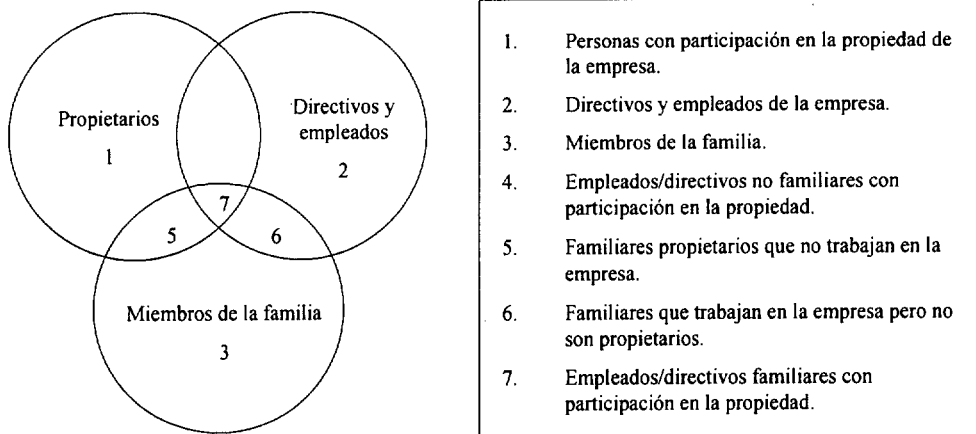 Propietarios
1
Directivos y
empleados
2
7
5
6
Miembros de la familia
3
1. Personas con participación en la propiedad de
la empresa.
2. Directivos y empleados de la empresa.
3. Miembros de la familia.
4. Empleados/directivos no familiares con
participación en la propiedad.
5. Familiares propietarios que no trabajan en la
empresa.
6. Familiares que trabajan en la empresa pero no
son propietarios.
7. Empleados/directivos familiares con
participación en la propiedad.